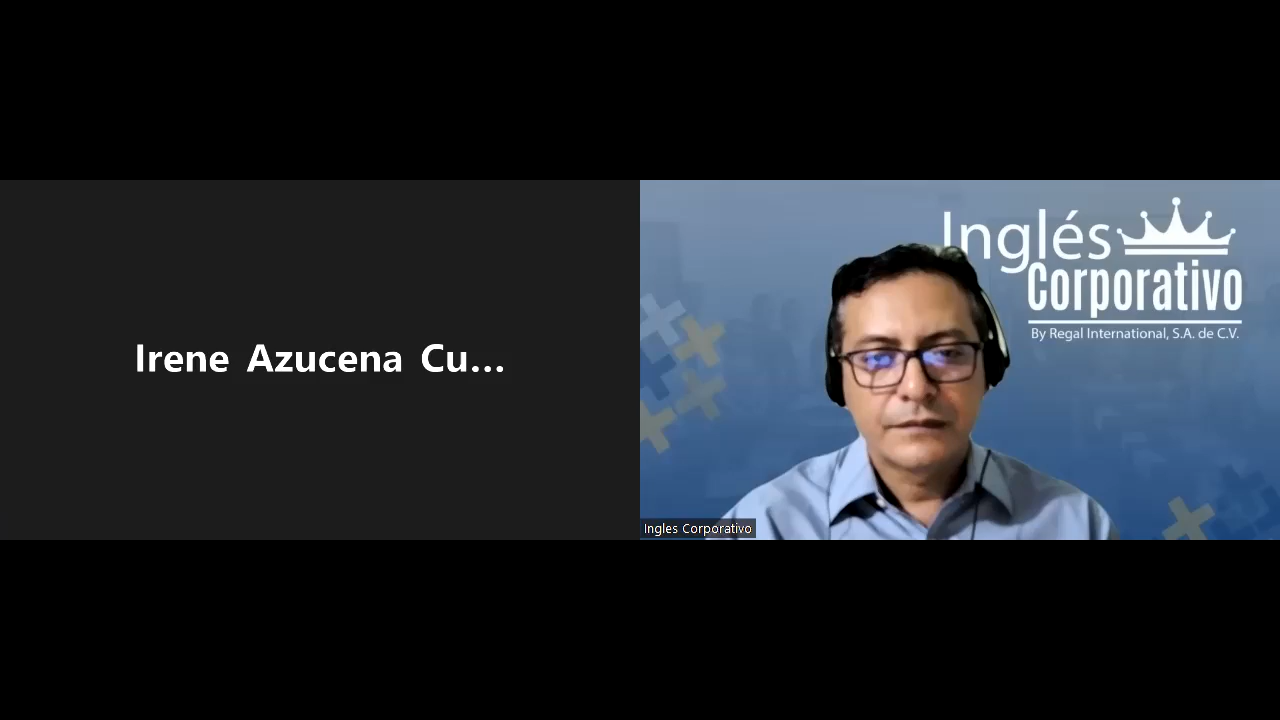 Irene Azucena Cu...
Inglés
Corporativo
By Regal International, S.A. de C.V.
Ingles Corporativo